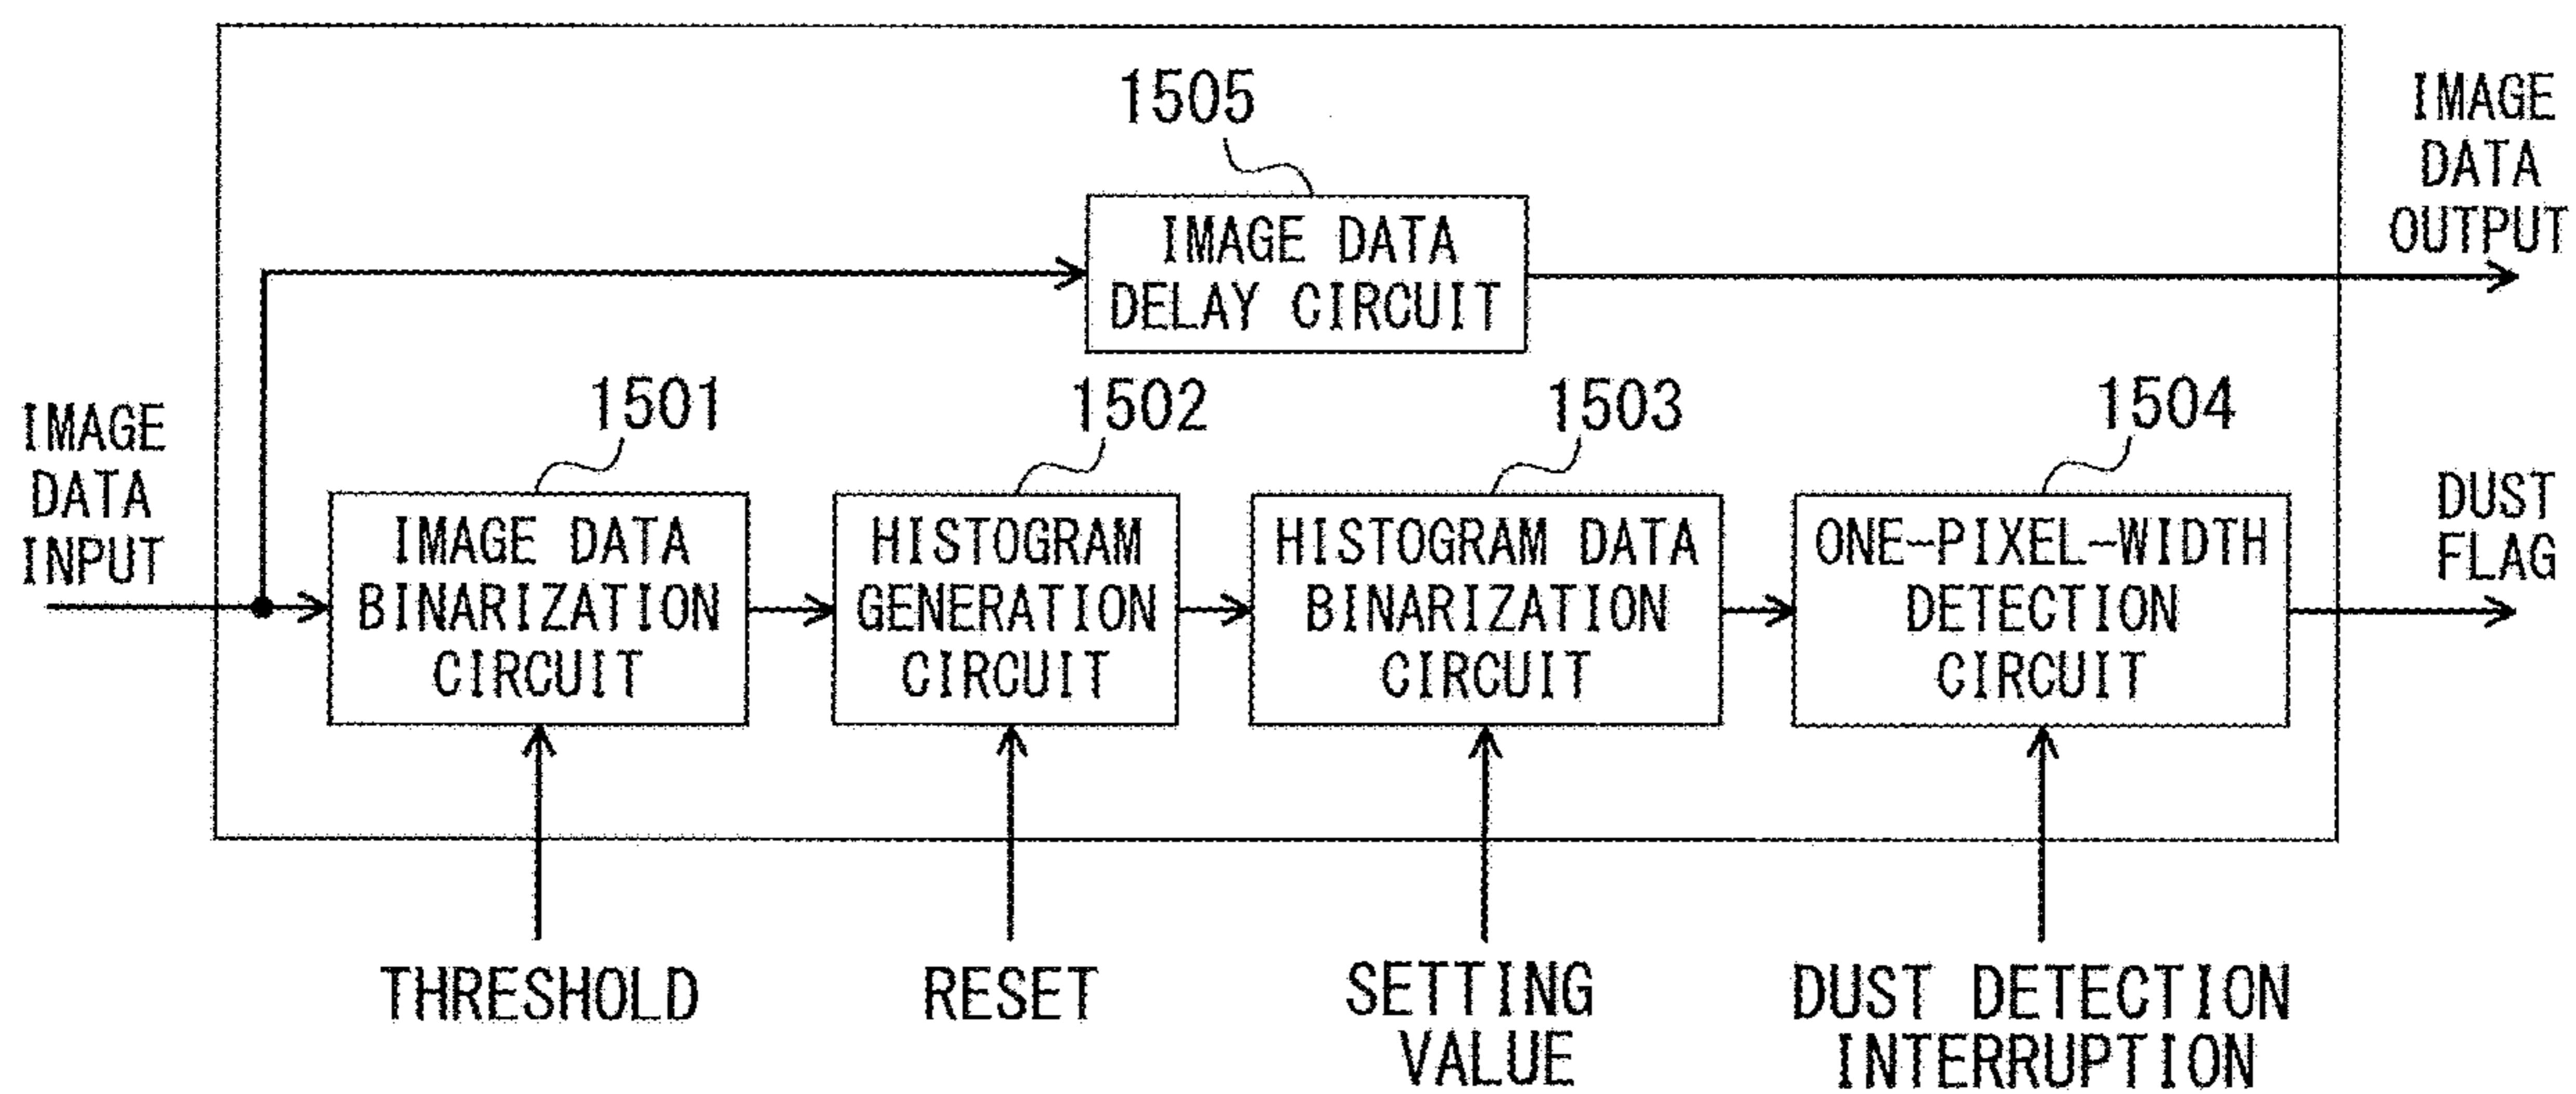 1505
IMAGE
DATA
OUTPUT
IMAGE DATA
DELAY CIRCUIT
1501
1502
1503
1504
IMAGE
DATA
INPUT
DUST
FLAG
IMAGE DATA
BINARIZATION
CIRCUIT
HISTOGRAM
GENERATION
CIRCUIT
HISTOGRAM DATA
BINARIZATION
CIRCUIT
ONE-PIXEL-WIDTH
DETECTION
CIRCUIT
THRESHOLD
RESET
SETTING
VALUE
DUST DETECTION
INTERRUPTION